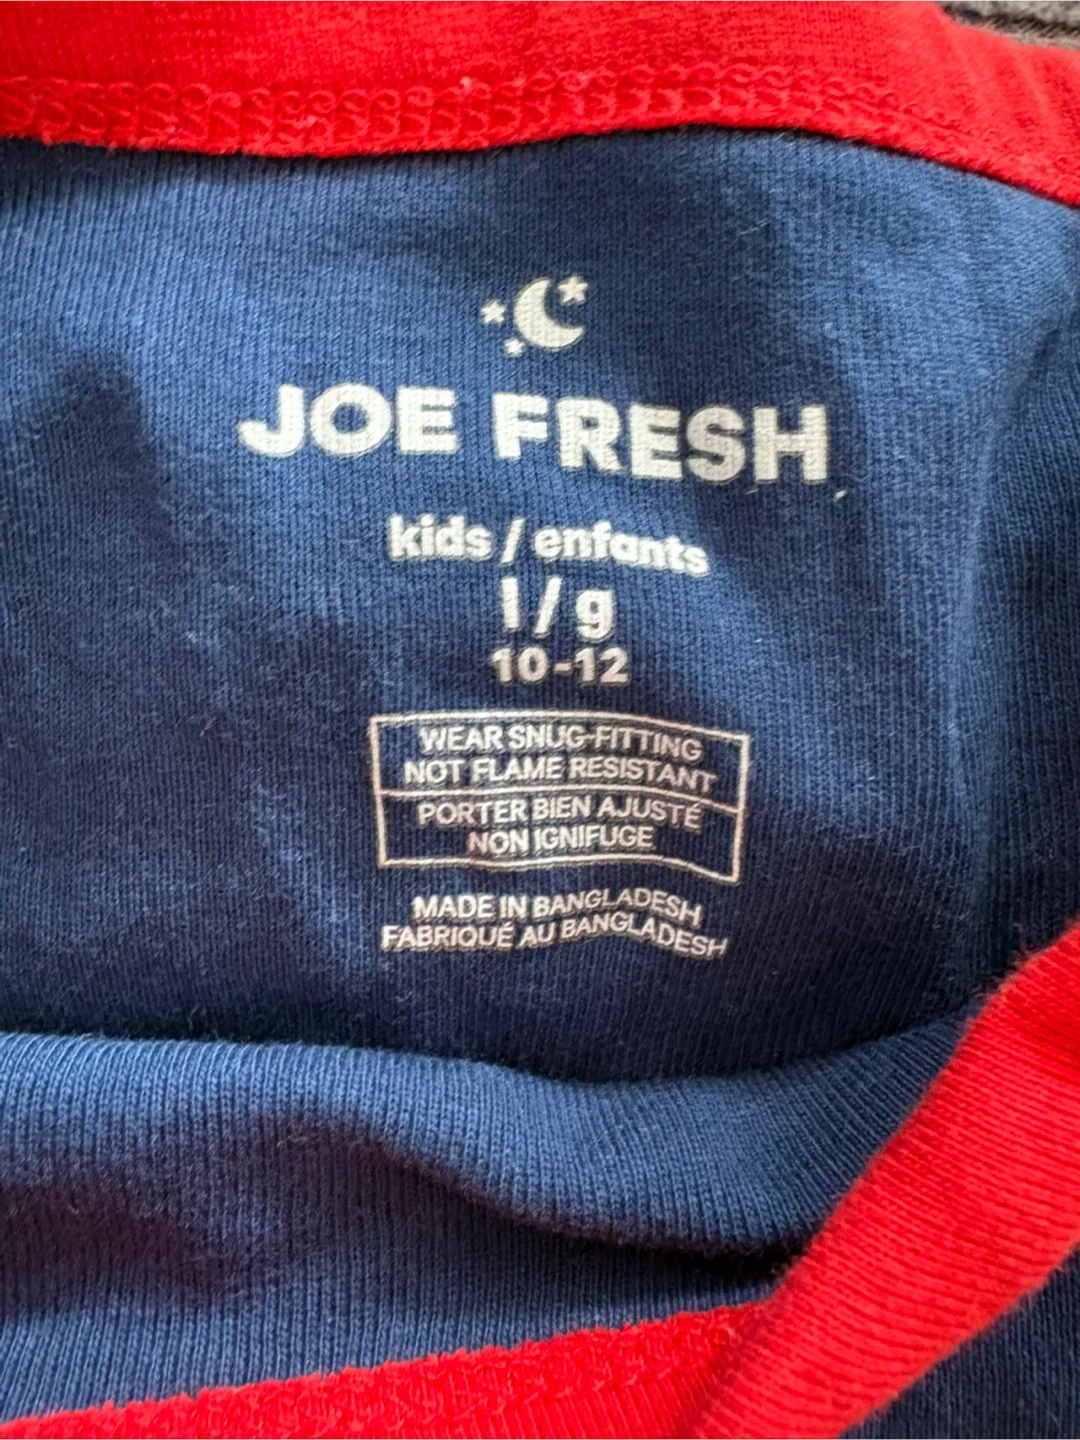 JOE FRESH
kids / enfants
l / g
10-12
WEAR SNUG-FITTING
NOT FLAME RESISTANT
PORTER BIEN AJUSTÉ
NON IGNIFUGE
MADE IN BANGLADESH
FABRIQUÉ AU BANGLADESH